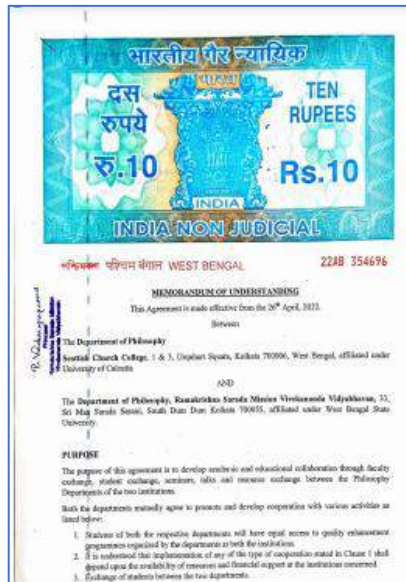 भारतीय गैर न्यायिक
भारत
दस
रुपये
रु.10
TEN
RUPEES
Rs.10
INDIA
INDIA NON JUDICIAL
पश्चिम बंगाल WEST BENGAL
22AB 354696
MEMORANDUM OF UNDERSTANDING
This Agreement is made effective from the 26th April, 2022.
Between
The Department of Philosophy
Scottish Church College, 1 & 3, Urquhart Square, Kolkata 700006, West Bengal, affiliated under
University of Calcutta
AND
The Department of Philosophy, Ramakrishna Sarada Mission Vivekananda Vidyabhavan, 33,
Sri Maa Sarada Sarani, South Dum Dum Kolkata 700055, affiliated under West Bengal State
University.
PURPOSE
The purpose of this agreement is to develop academic and educational collaboration through faculty
exchange, student exchange, seminars, talks and resource exchange between the Philosophy
Departments of the two institutions.
Both the departments mutually agree to promote and develop cooperation with various activities as
listed below:
1. Students of both the respective departments will have equal access to quality enhancement
programmes organized by the departments at both the institutions.
2. It is understood that implementation of any of the type of cooperation stated in Clause 1 shall
depend upon the availability of resources and financial support at the institutions concerned.
3. Exchange of students between the two departments.